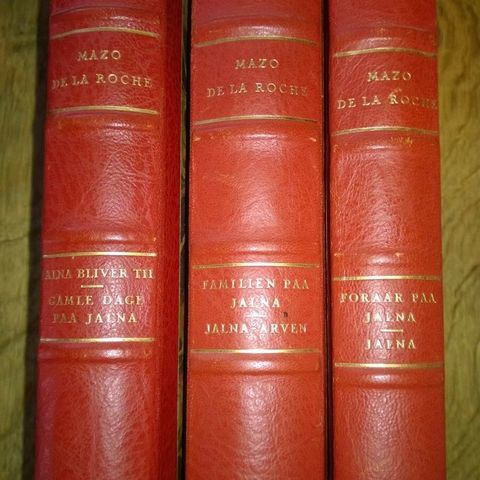 MAZO
DE LA ROCHE
JALNA BLIVER TIL
GAMLE DAGE
PAA JALNA
MAZO
DE LA ROCHE
FAMILIEN PAA
JALNA
JALNA-ARVEN
MAZO
DE LA ROCHE
FORAAR PAA
JALNA
JALNA